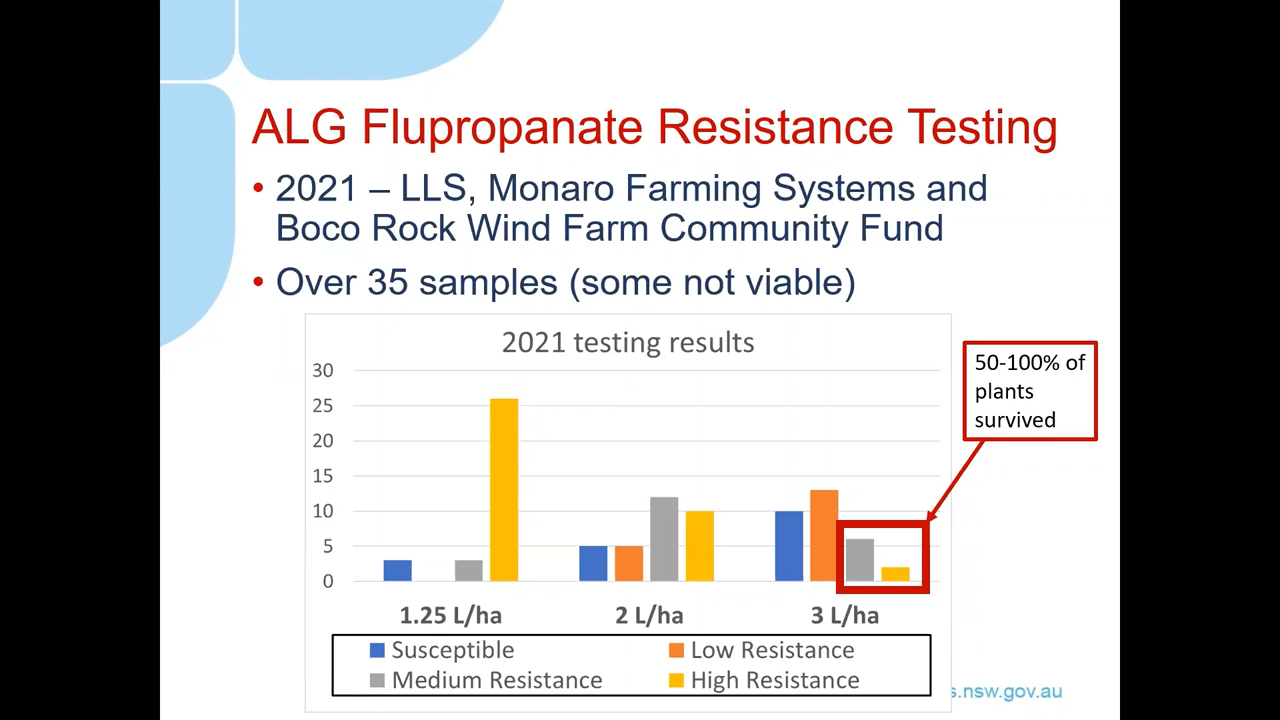 ALG Flupropanate Resistance Testing
• 2021 – LLS, Monaro Farming Systems and
Boco Rock Wind Farm Community Fund
• Over 35 samples (some not viable)
2021 testing results
50-100% of
plants
survived
30
25
20
15
10
5
0
1.25 L/ha 2 L/ha 3 L/ha
Susceptible Low Resistance
Medium Resistance High Resistance
s.nsw.gov.au